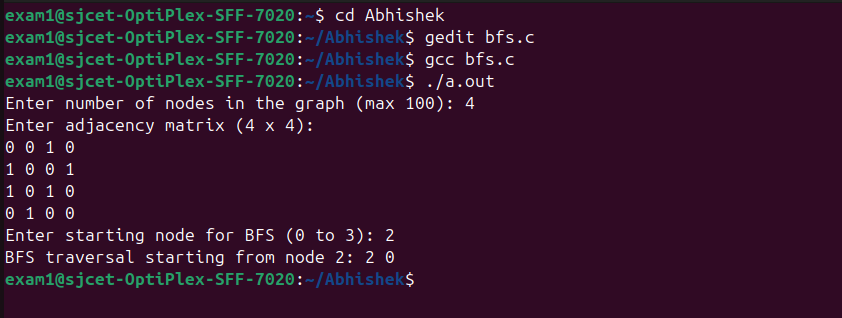 exam1@sjcet-OptiPlex-SFF-7020:~$ cd Abhishek
exam1@sjcet-OptiPlex-SFF-7020:~/Abhishek$ gedit bfs.c
exam1@sjcet-OptiPlex-SFF-7020:~/Abhishek$ gcc bfs.c
exam1@sjcet-OptiPlex-SFF-7020:~/Abhishek$ ./a.out
Enter number of nodes in the graph (max 100): 4
Enter adjacency matrix (4 x 4):
0 0 1 0
1 0 0 1
1 0 1 0
0 1 0 0
Enter starting node for BFS (0 to 3): 2
BFS traversal starting from node 2: 2 0
exam1@sjcet-OptiPlex-SFF-7020:~/Abhishek$